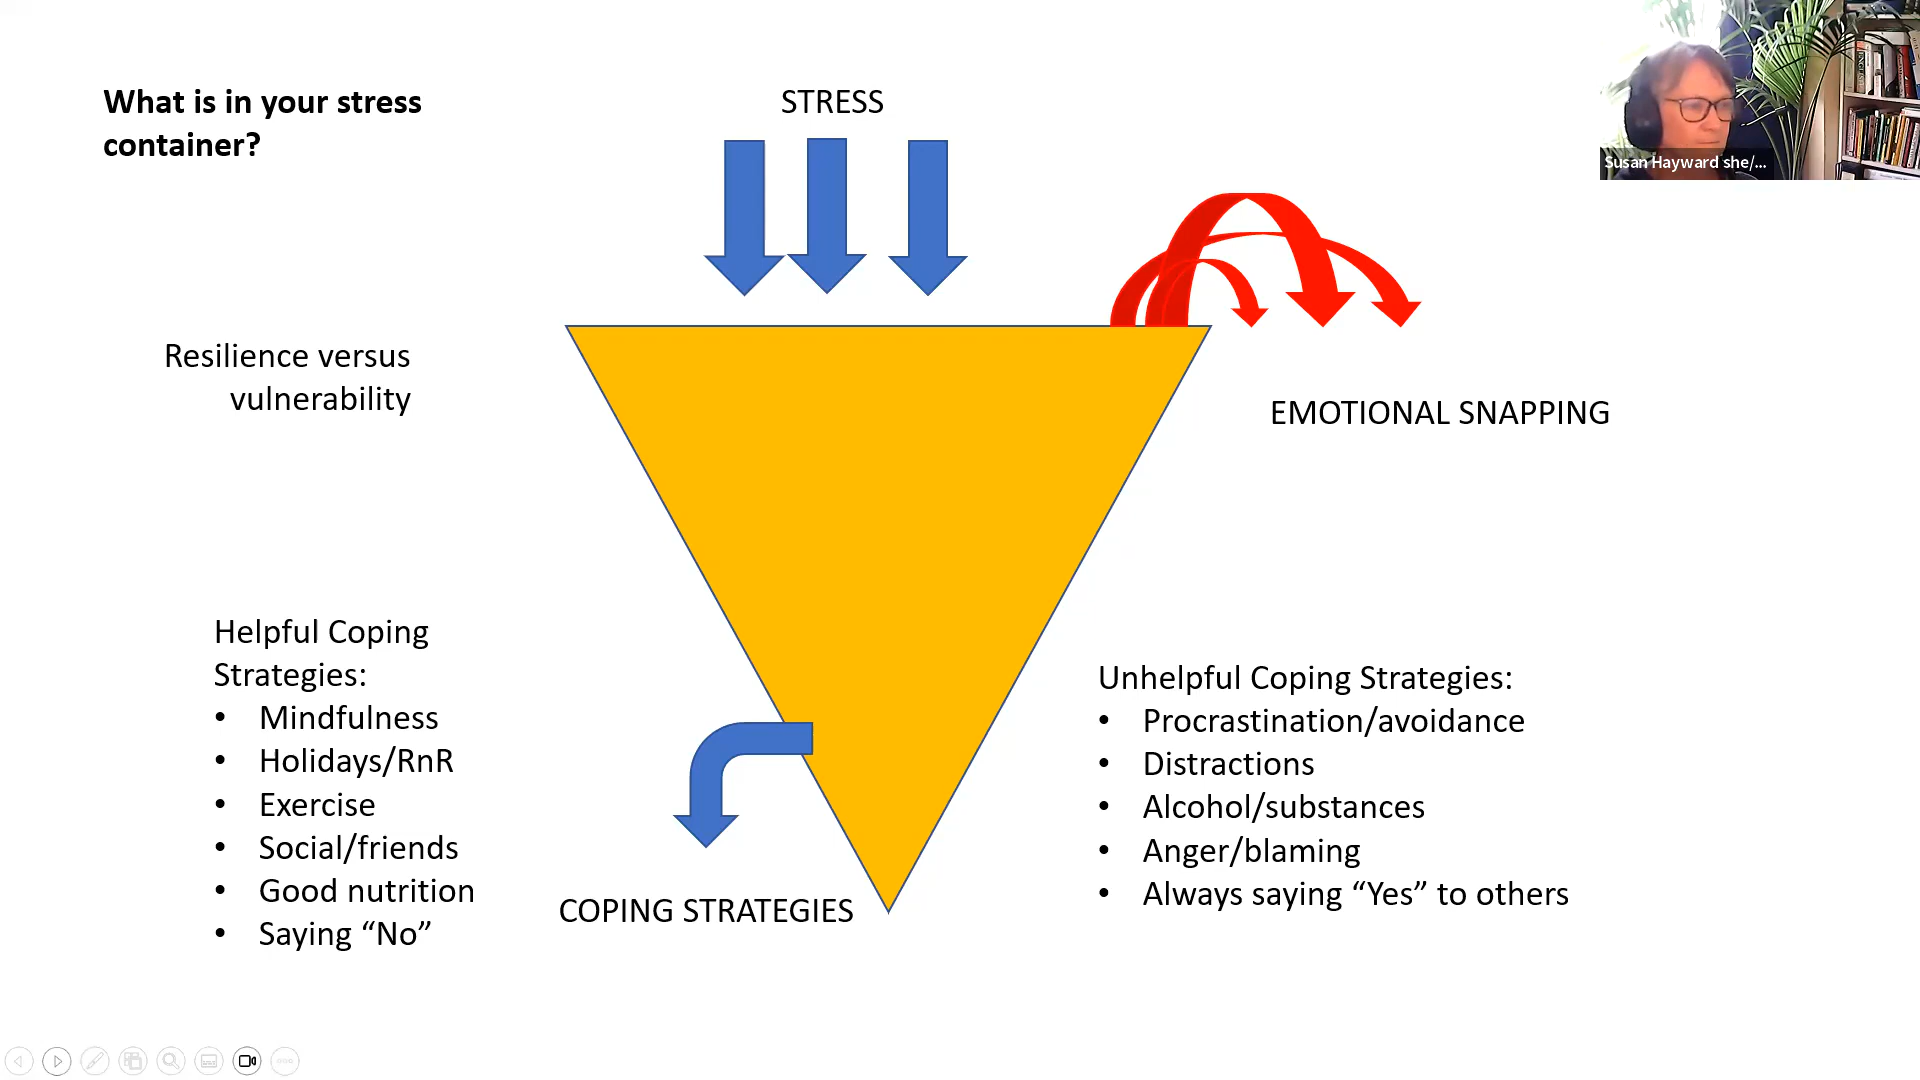 What is in your stress
container?
STRESS
Susan Hayward she/...
Resilience versus
vulnerability
EMOTIONAL SNAPPING
Helpful Coping
Strategies:
• Mindfulness
• Holidays/RnR
• Exercise
• Social/friends
• Good nutrition
• Saying “No”
COPING STRATEGIES
Unhelpful Coping Strategies:
• Procrastination/avoidance
• Distractions
• Alcohol/substances
• Anger/blaming
• Always saying “Yes” to others